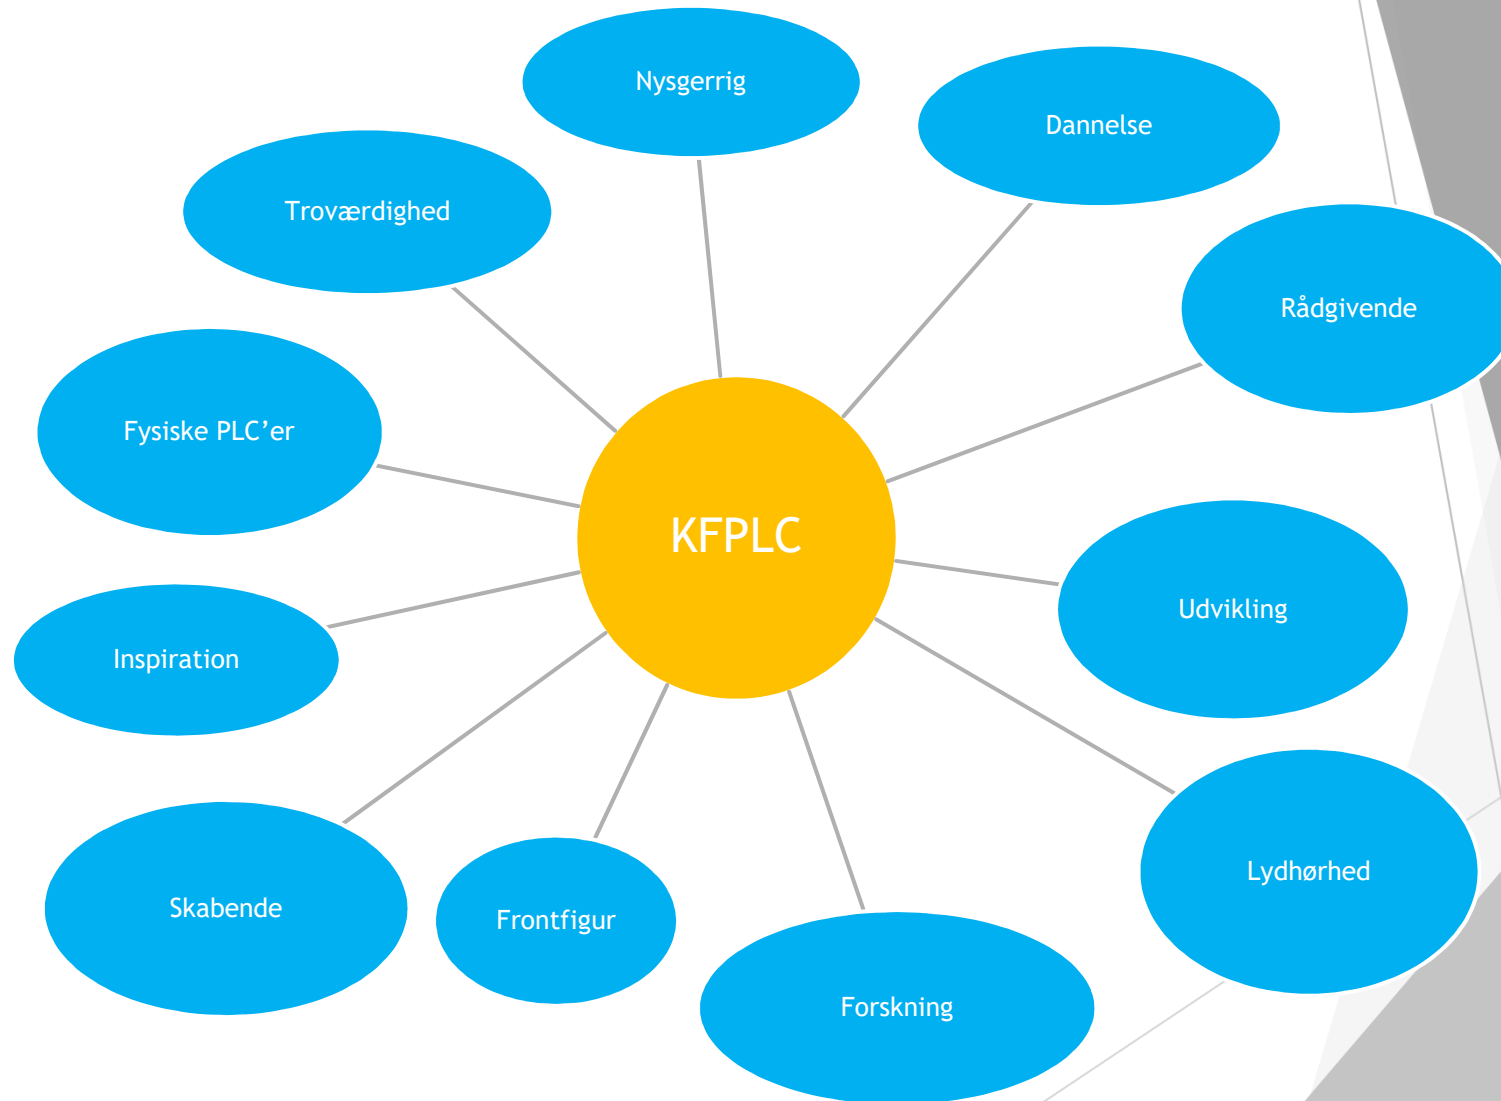 Nysgerrig
Dannelse
Troværdighed
Rådgivende
Fysiske PLC’er
KFPLC
Udvikling
Inspiration
Lydhørhed
Skabende
Frontfigur
Forskning